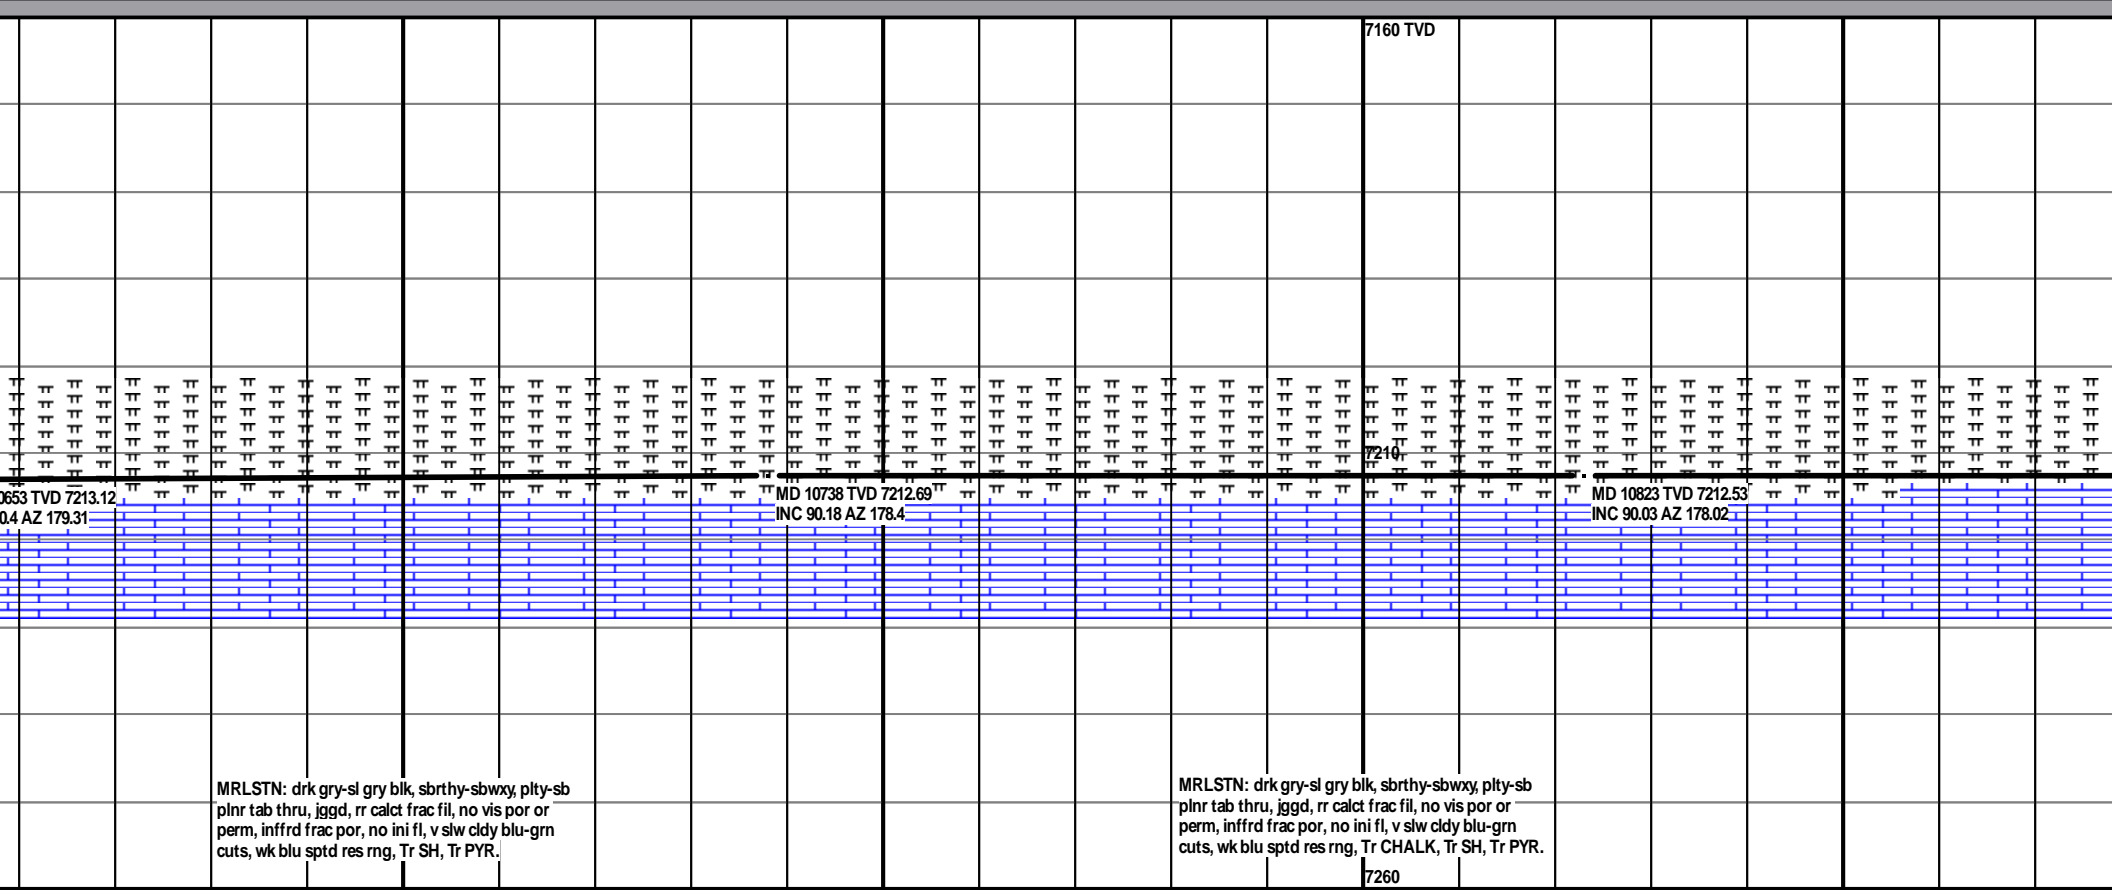 7160 TVD
7210
0653 TVD 7213.12
0.4 AZ 179.31
MD 10738 TVD 7212.69
INC 90.18 AZ 178.4
MD 10823 TVD 7212.53
INC 90.03 AZ 178.02
MRLSTN: drk gry-sl gry blk, sbrthy-sbwxy, plty-sb
plnr tab thru, jggd, rr calct frac fil, no vis por or
perm, inffrd frac por, no ini fl, v slw cldy blu-grn
cuts, wk blu sptd res rng, Tr SH, Tr PYR.
MRLSTN: drk gry-sl gry blk, sbrthy-sbwxy, plty-sb
plnr tab thru, jggd, rr calct frac fil, no vis por or
perm, inffrd frac por, no ini fl, v slw cldy blu-grn
cuts, wk blu sptd res rng, Tr CHALK, Tr SH, Tr PYR.
7260